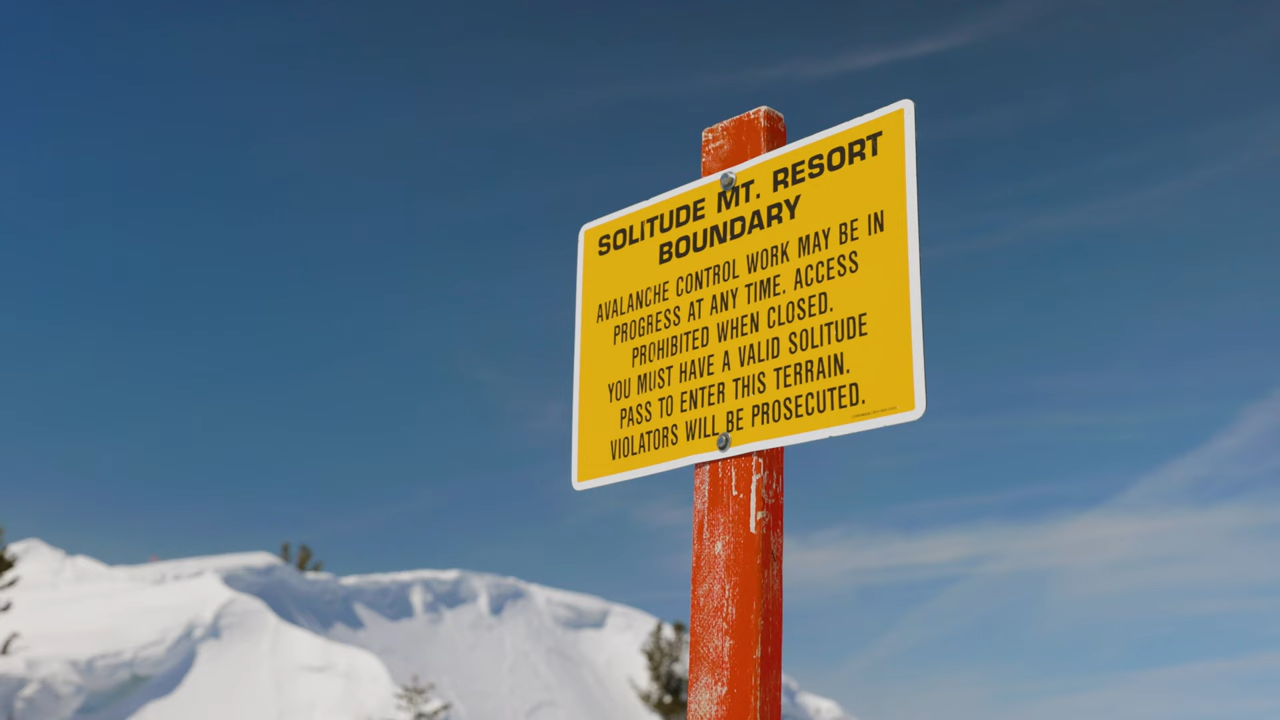 SOLITUDE MT. RESORT
BOUNDARY
AVALANCHE CONTROL WORK MAY BE IN
PROGRESS AT ANY TIME. ACCESS
PROHIBITED WHEN CLOSED.
YOU MUST HAVE A VALID SOLITUDE
PASS TO ENTER THIS TERRAIN.
VIOLATORS WILL BE PROSECUTED.